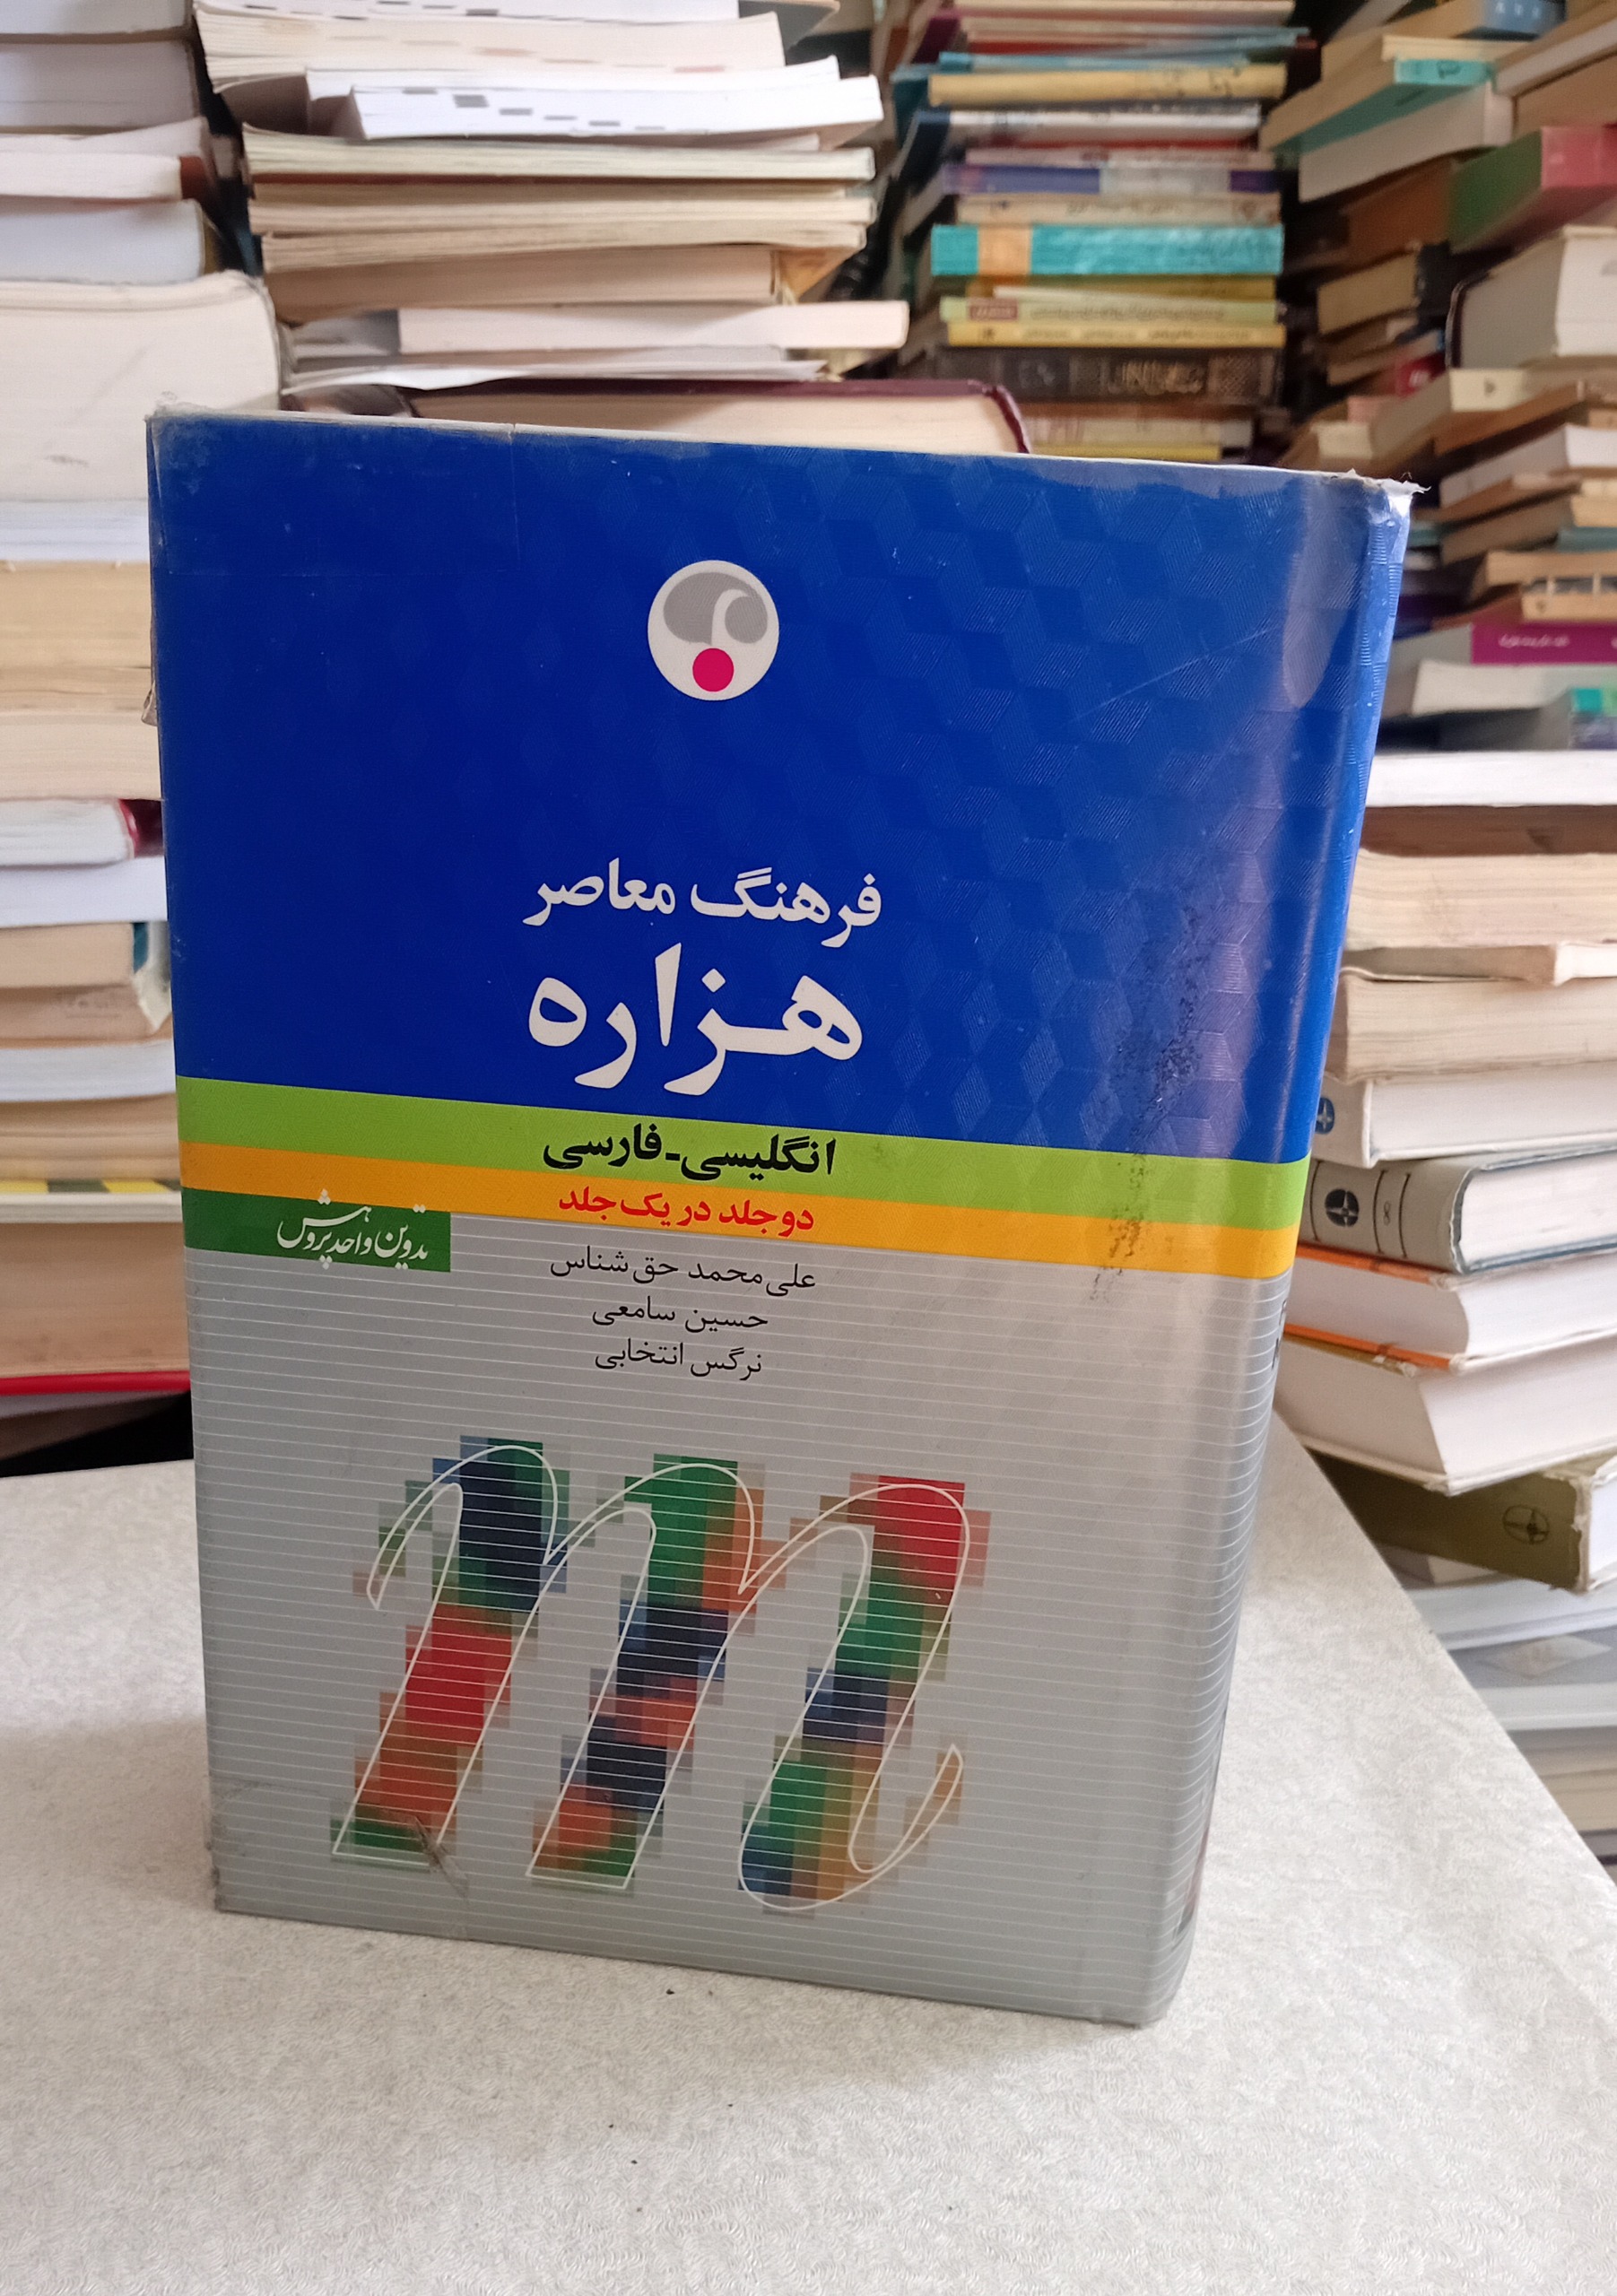 فرهنگ معاصر
هزاره
انگلیسی-فارسی
دو جلد در یک جلد
تدوین واحد پژوهش
علی‌محمد حق‌شناس
حسین سامعی
نرگس انتخابی
m